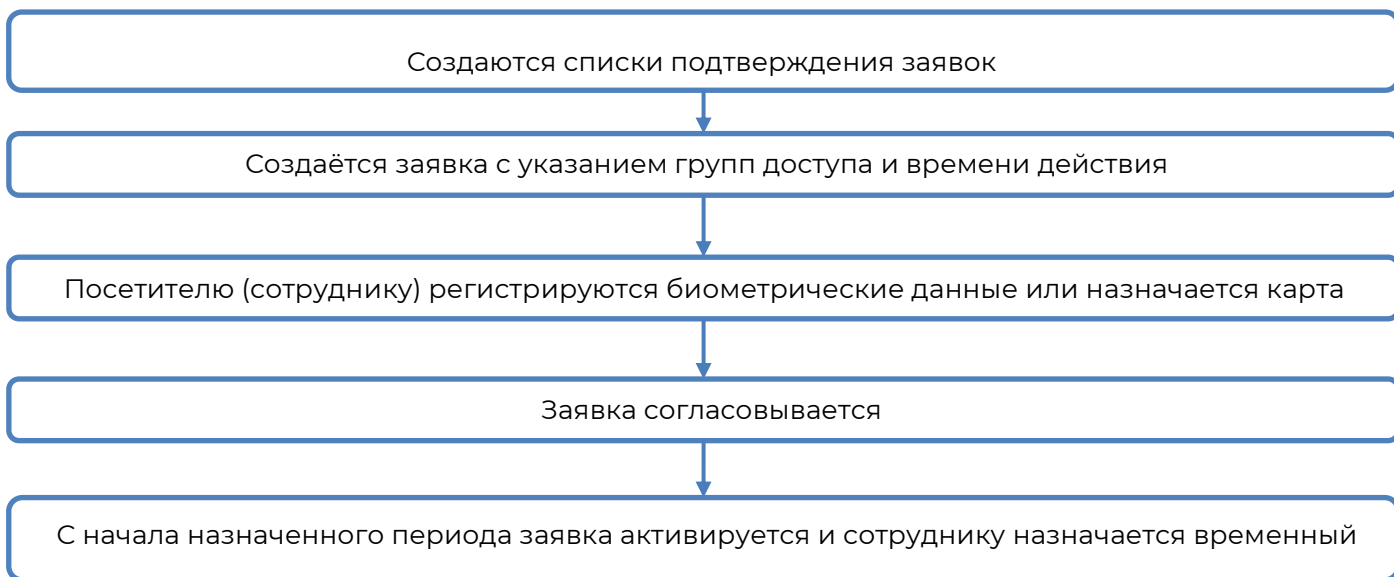 Создаются списки подтверждения заявок
Создаётся заявка с указанием групп доступа и времени действия
Посетителю (сотруднику) регистрируются биометрические данные или назначается карта
Заявка согласовывается
С начала назначенного периода заявка активируется и сотруднику назначается временный